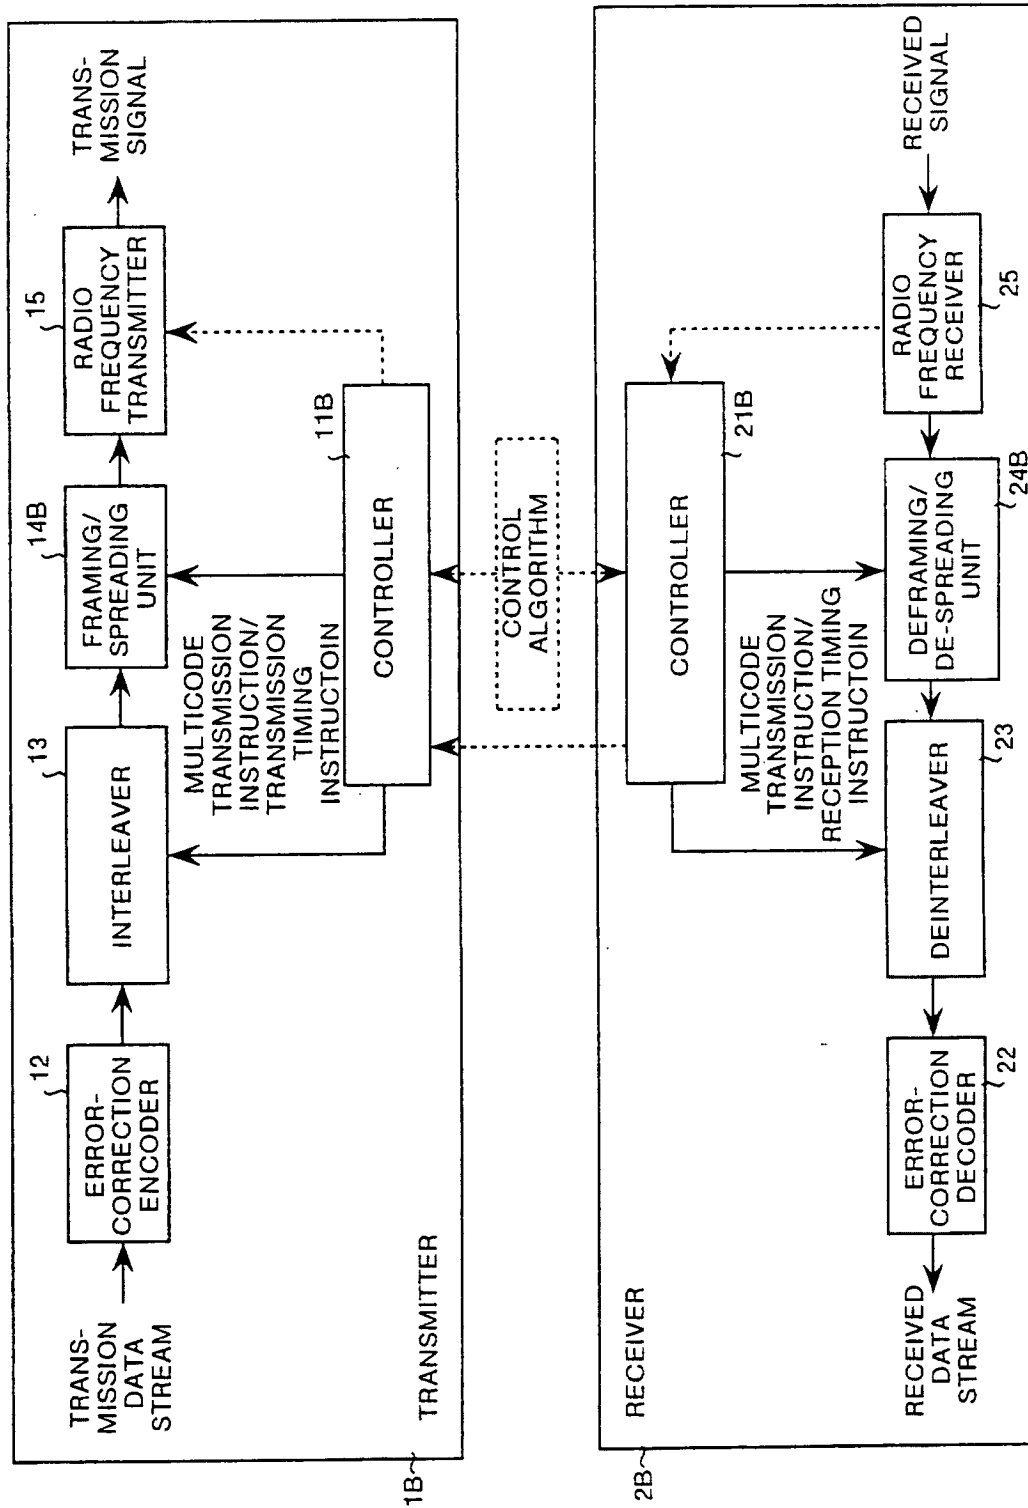 TRANS-
MISSION
DATA
STREAM
12
ERROR-
CORRECTION
ENCODER
13
INTERLEAVER
14B
FRAMING/
SPREADING
UNIT
15
RADIO
FREQUENCY
TRANSMITTER
TRANS-
MISSION
SIGNAL
MULTICODE
TRANSMISSION
INSTRUCTION/
TRANSMISSION
TIMING
INSTRUCTOIN
11B
CONTROLLER
TRANSMITTER
1B
CONTROL
ALGORITHM
2B
RECEIVER
CONTROLLER
21B
MULTICODE
TRANSMISSION
INSTRUCTION/
RECEPTION TIMING
INSTRUCTOIN
RECEIVED
DATA
STREAM
ERROR-
CORRECTION
DECODER
22
DEINTERLEAVER
23
DEFRAMING/
DE-SPREADING
UNIT
24B
RADIO
FREQUENCY
RECEIVER
25
RECEIVED
SIGNAL